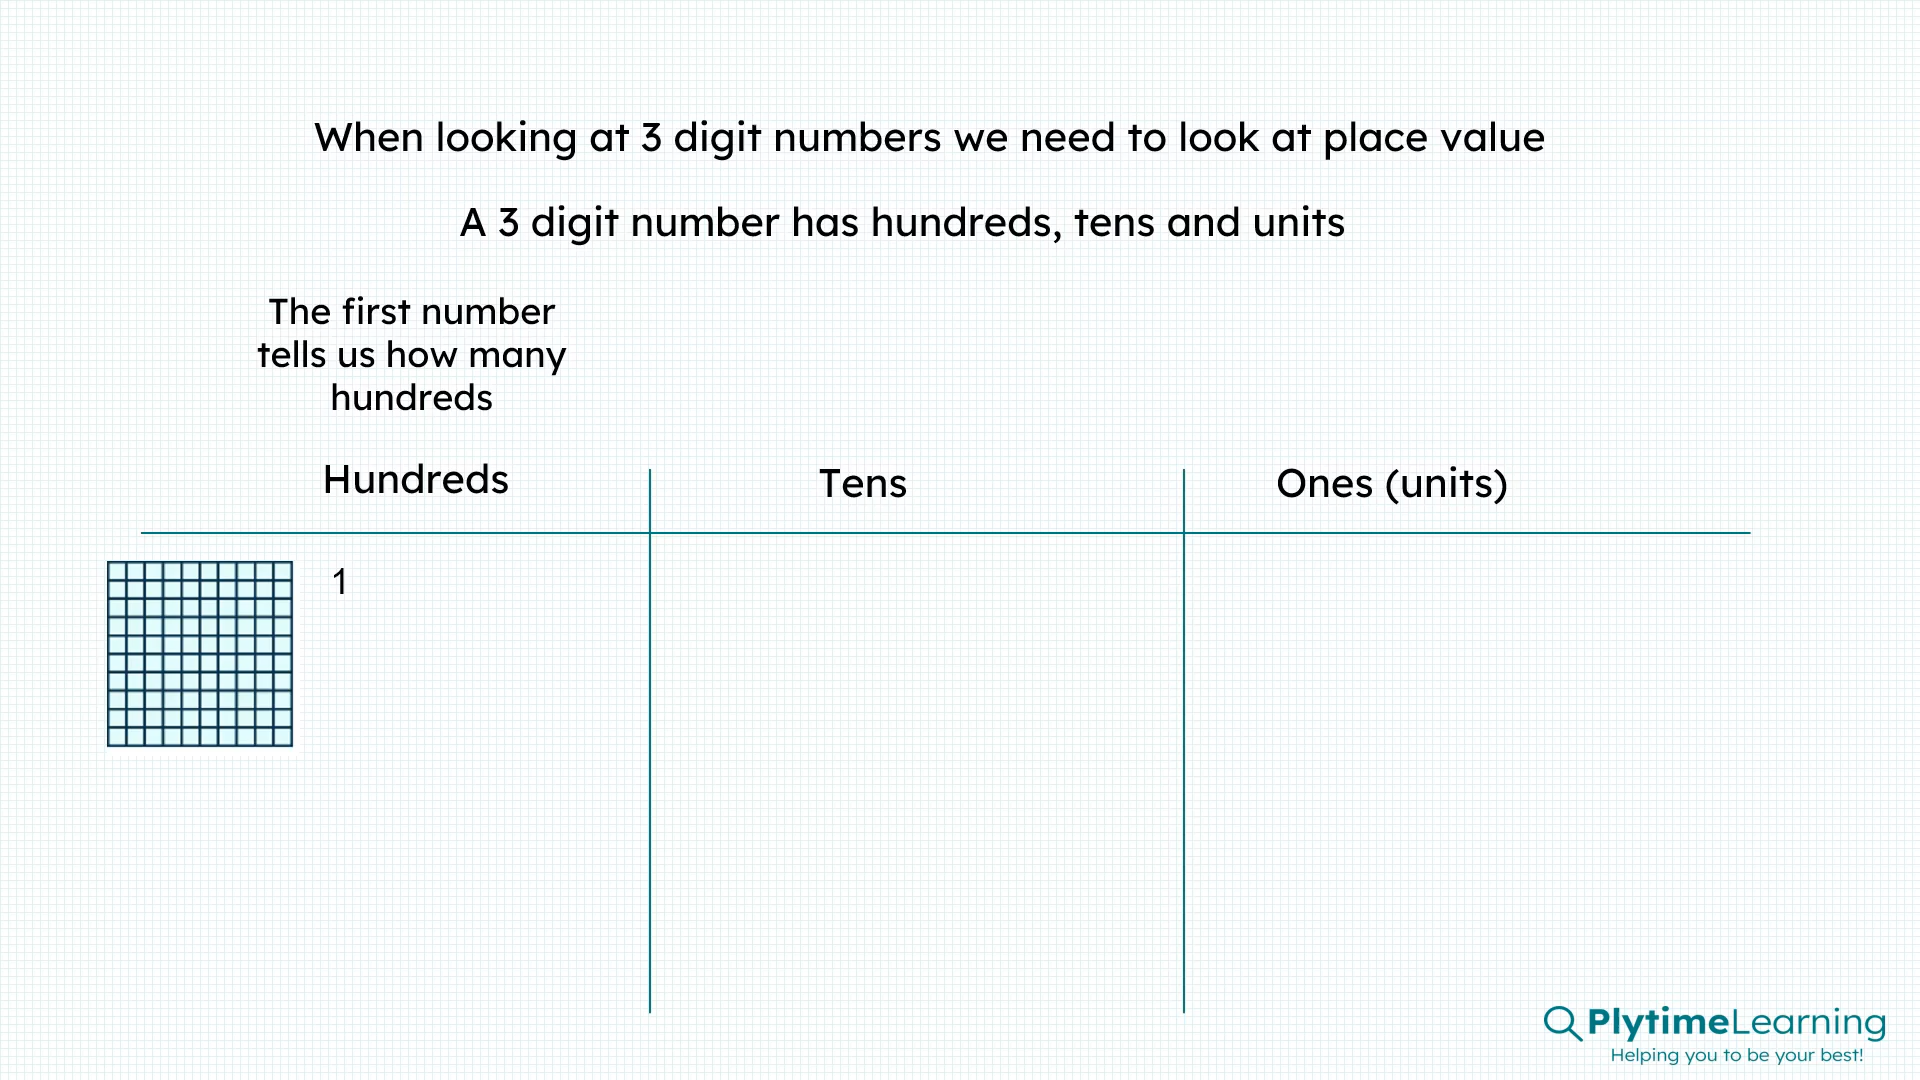 When looking at 3 digit numbers we need to look at place value
A 3 digit number has hundreds, tens and units
The first number
tells us how many
hundreds
Hundreds
Tens
Ones (units)
1
PlytimeLearning
Helping you to be your best!